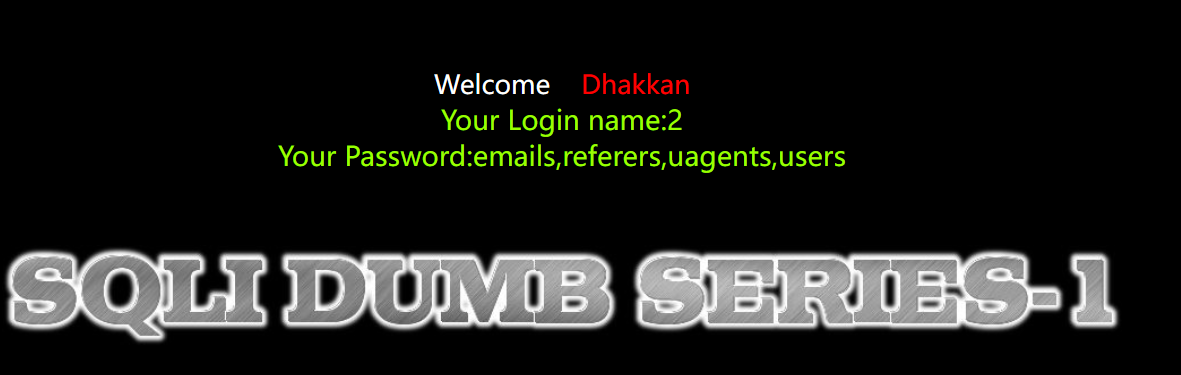 Welcome Dhakkan
Your Login name:2
Your Password:emails,referers,uagents,users
SQLI DUMB SERIES-1